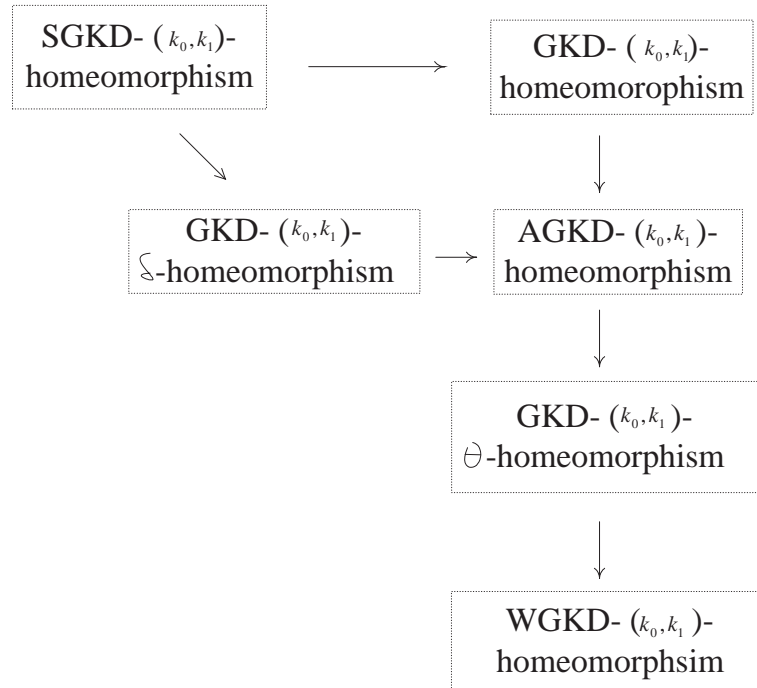 SGKD- (k₀,k₁)-
homeomorphism
GKD- (k₀,k₁)-
homeomorophism
GKD- (k₀,k₁)-
δ-homeomorphism
AGKD- (k₀,k₁)-
homeomorphism
GKD- (k₀,k₁)-
θ-homeomorphism
WGKD- (k₀,k₁)-
homeomorphsim